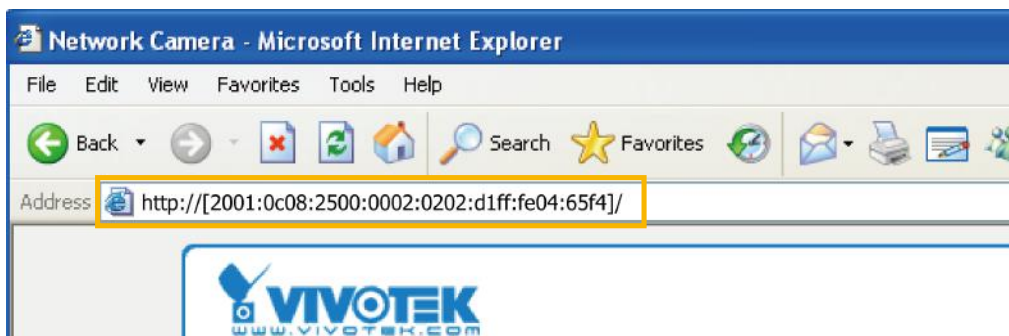 Network Camera - Microsoft Internet Explorer
File Edit View Favorites Tools Help
Back Search Favorites
Address http://[2001:0c08:2500:0002:0202:d1ff:fe04:65f4]/
VIVOTEK
www.vivotek.com